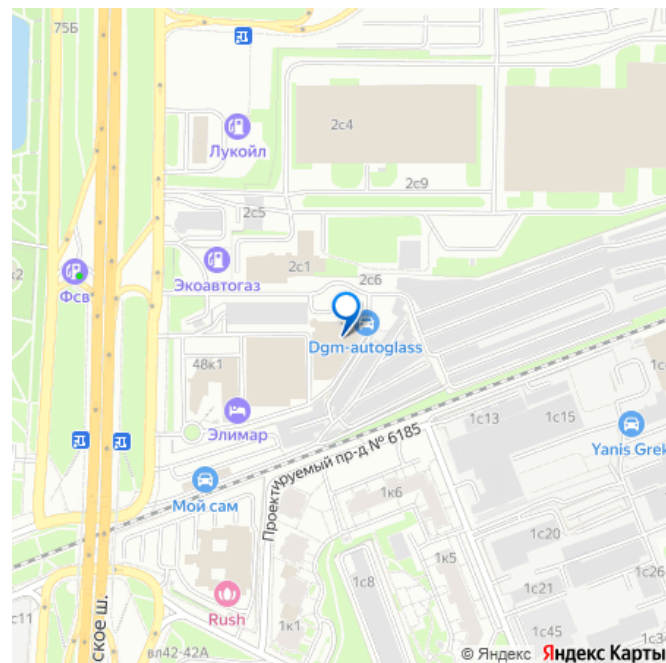 75Б
Лукойл
2с4
2с9
2с5
к2
Экоавтогаз
2с1
2с6
Фсв
Dgm-autoglass
48к1
Элимар
1с13
1с15
Проектируемый пр-д № 6185
Yanis Grek
Мой сам
1к6
1с20
1к5
1с8
1с26
1с21
Rush
с11
ское ш.
1к1
1с45
1с34
вл42-42А
© Яндекс Яндекс Карты